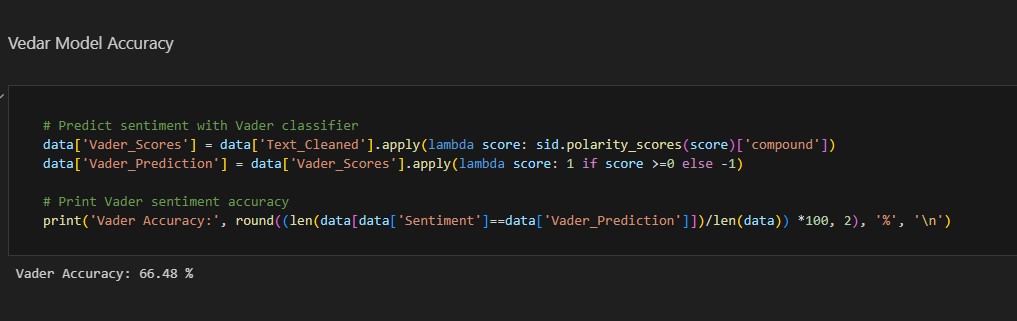 Vedar Model Accuracy
# Predict sentiment with Vader classifier
data['Vader_Scores'] = data['Text_Cleaned'].apply(lambda score: sid.polarity_scores(score)['compound'])
data['Vader_Prediction'] = data['Vader_Scores'].apply(lambda score: 1 if score >=0 else -1)
# Print Vader sentiment accuracy
print('Vader Accuracy:', round((len(data[data['Sentiment']==data['Vader_Prediction']])/len(data)) *100, 2), '%', '\n')
Vader Accuracy: 66.48 %